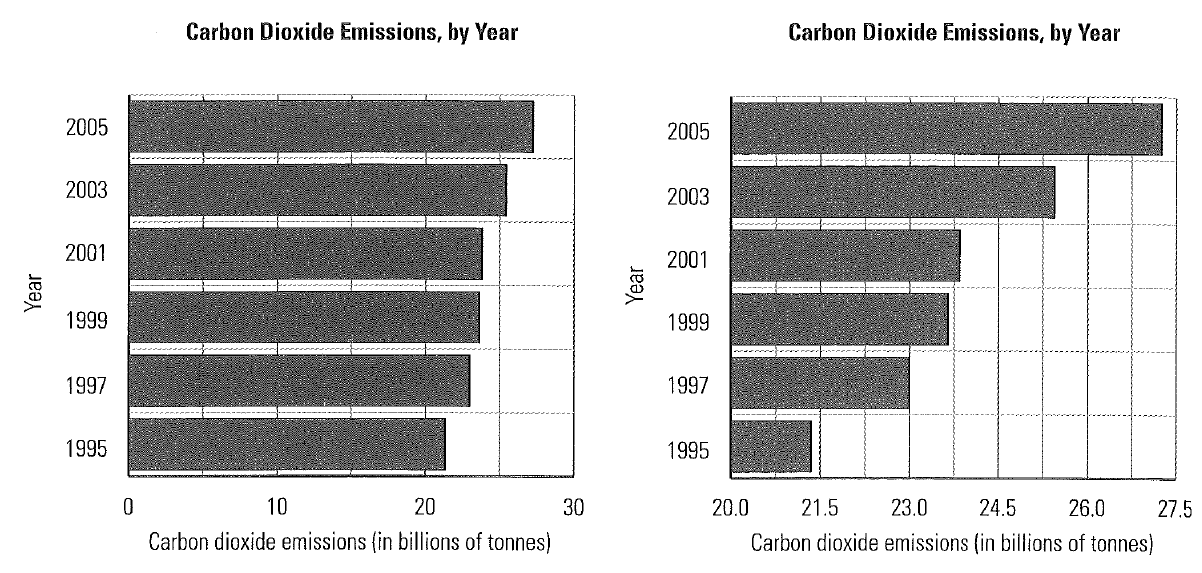 Carbon Dioxide Emissions, by Year
2005
2003
2001
1999
1997
1995
Year
0 10 20 30
Carbon dioxide emissions (in billions of tonnes)
Carbon Dioxide Emissions, by Year
2005
2003
2001
1999
1997
1995
Year
20.0 21.5 23.0 24.5 26.0 27.5
Carbon dioxide emissions (in billions of tonnes)